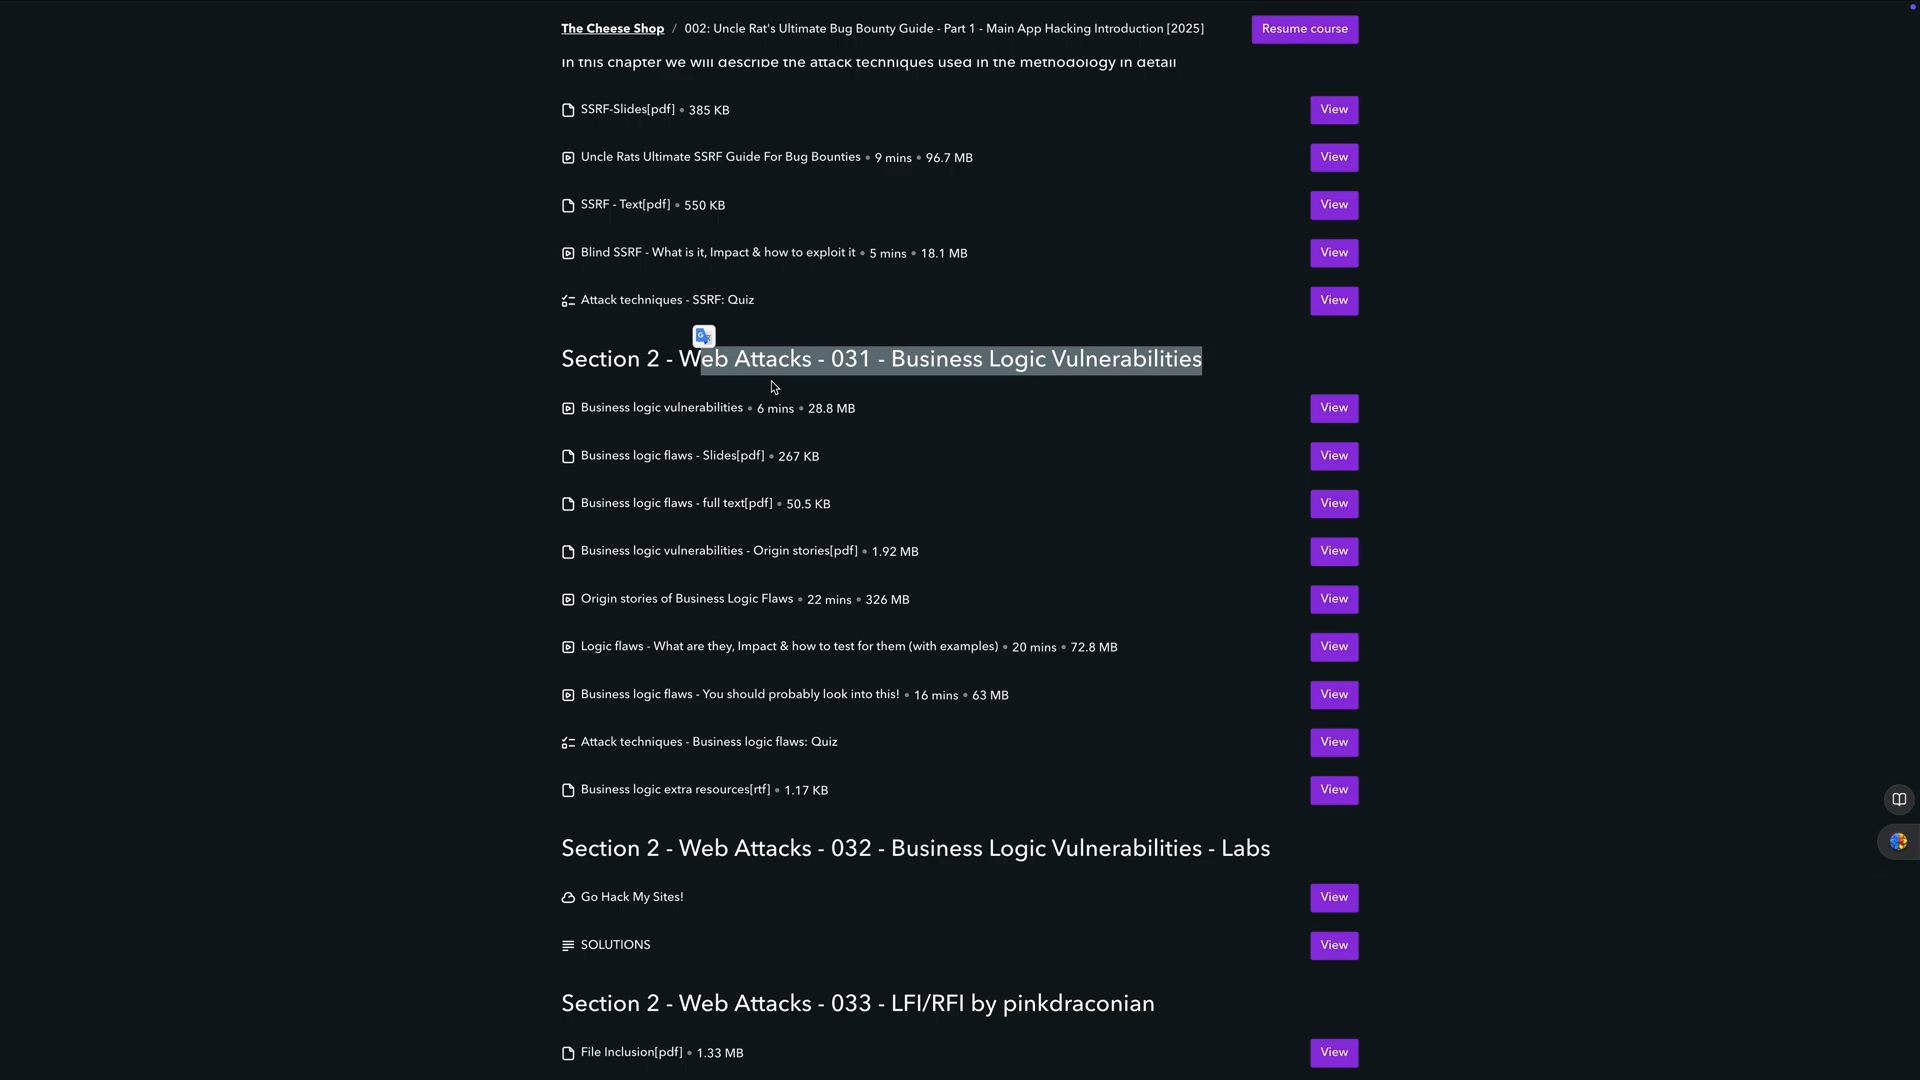 The Cheese Shop / 002: Uncle Rat's Ultimate Bug Bounty Guide - Part 1 - Main App Hacking Introduction [2025] Resume course
In this chapter we will describe the attack techniques used in the methodology in detail
SSRF-Slides[pdf] • 385 KB View
Uncle Rats Ultimate SSRF Guide For Bug Bounties • 9 mins • 96.7 MB View
SSRF - Text[pdf] • 550 KB View
Blind SSRF - What is it, Impact & how to exploit it • 5 mins • 18.1 MB View
Attack techniques - SSRF: Quiz View
Section 2 - Web Attacks - 031 - Business Logic Vulnerabilities
Business logic vulnerabilities • 6 mins • 28.8 MB View
Business logic flaws - Slides[pdf] • 267 KB View
Business logic flaws - full text[pdf] • 50.5 KB View
Business logic vulnerabilities - Origin stories[pdf] • 1.92 MB View
Origin stories of Business Logic Flaws • 22 mins • 326 MB View
Logic flaws - What are they, Impact & how to test for them (with examples) • 20 mins • 72.8 MB View
Business logic flaws - You should probably look into this! • 16 mins • 63 MB View
Attack techniques - Business logic flaws: Quiz View
Business logic extra resources[rtf] • 1.17 KB View
Section 2 - Web Attacks - 032 - Business Logic Vulnerabilities - Labs
Go Hack My Sites! View
SOLUTIONS View
Section 2 - Web Attacks - 033 - LFI/RFI by pinkdraconian
File Inclusion[pdf] • 1.33 MB View